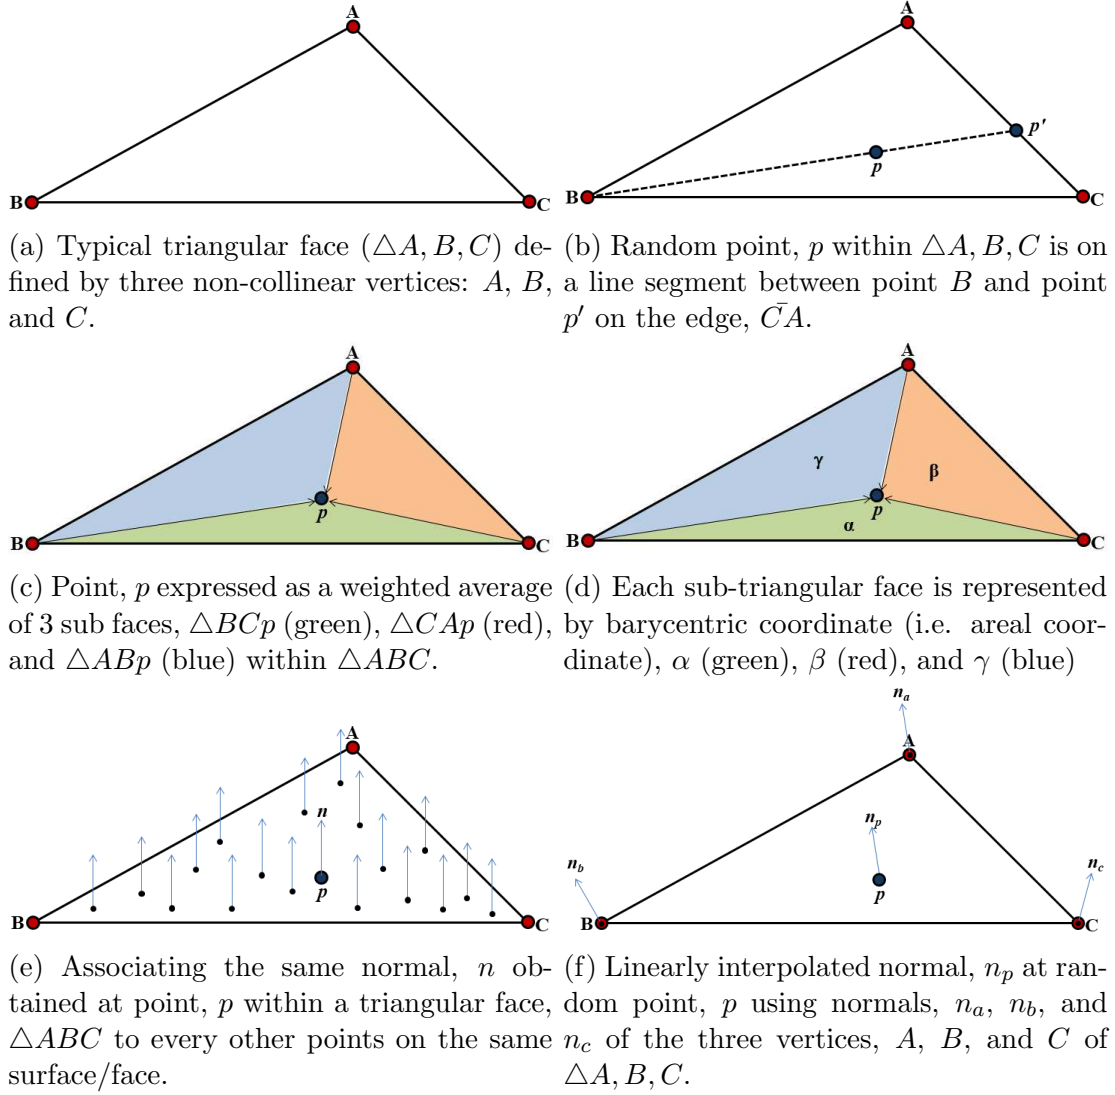 A
B
C
(a) Typical triangular face (△A, B, C) de-
fined by three non-collinear vertices: A, B,
and C.
A
p′
p
B
C
(b) Random point, p within △A, B, C is on
a line segment between point B and point
p′ on the edge, C̄A.
A
p
B
C
(c) Point, p expressed as a weighted average
of 3 sub faces, △BCp (green), △CAp (red),
and △ABp (blue) within △ABC.
A
γ
β
p
α
B
C
(d) Each sub-triangular face is represented
by barycentric coordinate (i.e. areal coor-
dinate), α (green), β (red), and γ (blue)
A
n
p
B
C
(e) Associating the same normal, n ob-
tained at point, p within a triangular face,
△ABC to every other points on the same
surface/face.
n_a
A
n_p
n_b
n_c
p
B
C
(f) Linearly interpolated normal, n_p at ran-
dom point, p using normals, n_a, n_b, and
n_c of the three vertices, A, B, and C of
△A, B, C.